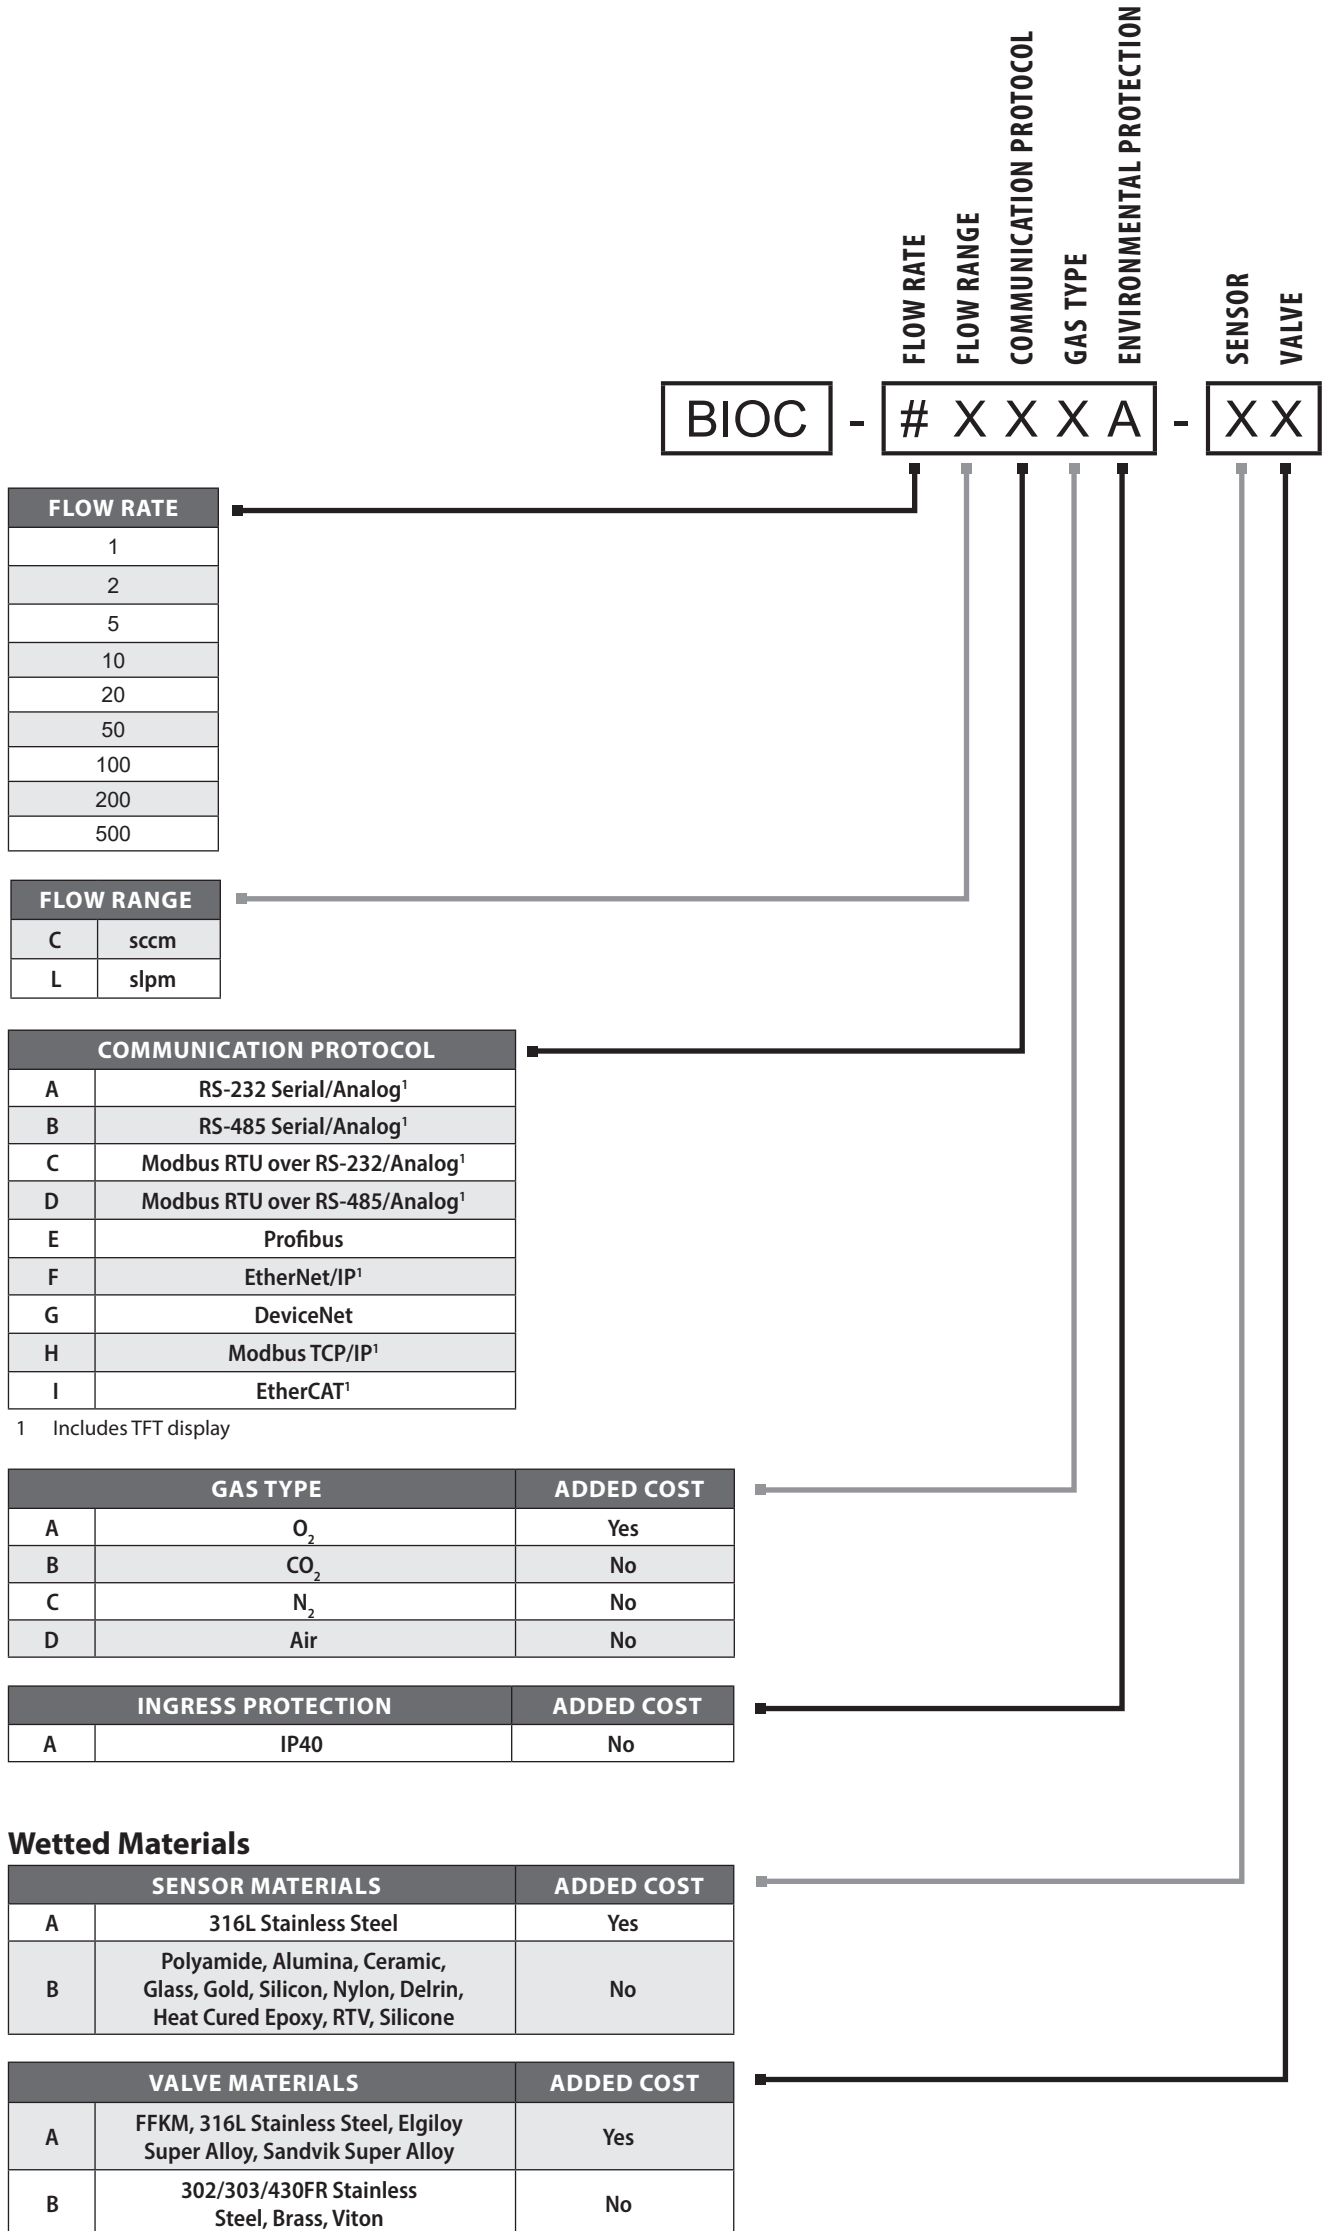 FLOW RATE
FLOW RANGE
COMMUNICATION PROTOCOL
GAS TYPE
ENVIRONMENTAL PROTECTION
SENSOR
VALVE
BIOC - # X X X A - X X
FLOW RATE
1
2
5
10
20
50
100
200
500
FLOW RANGE
C sccm
L slpm
COMMUNICATION PROTOCOL
A RS-232 Serial/Analog¹
B RS-485 Serial/Analog¹
C Modbus RTU over RS-232/Analog¹
D Modbus RTU over RS-485/Analog¹
E Profibus
F EtherNet/IP¹
G DeviceNet
H Modbus TCP/IP¹
I EtherCAT¹
1 Includes TFT display
GAS TYPE ADDED COST
A O₂ Yes
B CO₂ No
C N₂ No
D Air No
INGRESS PROTECTION ADDED COST
A IP40 No
Wetted Materials
SENSOR MATERIALS ADDED COST
A 316L Stainless Steel Yes
Polyamide, Alumina, Ceramic,
B Glass, Gold, Silicon, Nylon, Delrin, No
Heat Cured Epoxy, RTV, Silicone
VALVE MATERIALS ADDED COST
A FFKM, 316L Stainless Steel, Elgiloy Yes
Super Alloy, Sandvik Super Alloy
B 302/303/430FR Stainless No
Steel, Brass, Viton